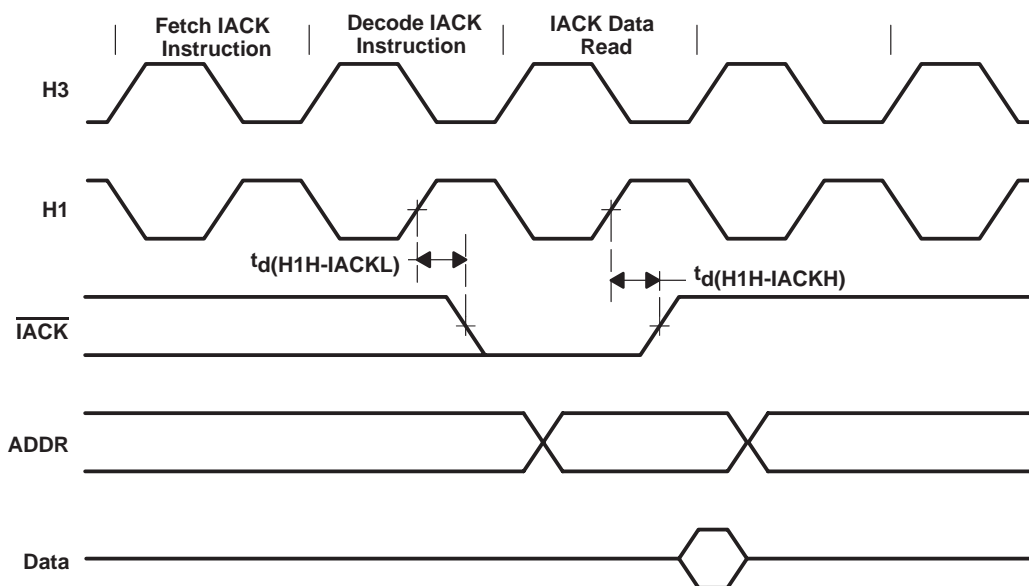 Fetch IACK
Instruction
Decode IACK
Instruction
IACK Data
Read
H3
H1
td(H1H-IACKL)
td(H1H-IACKH)
IACK
ADDR
Data